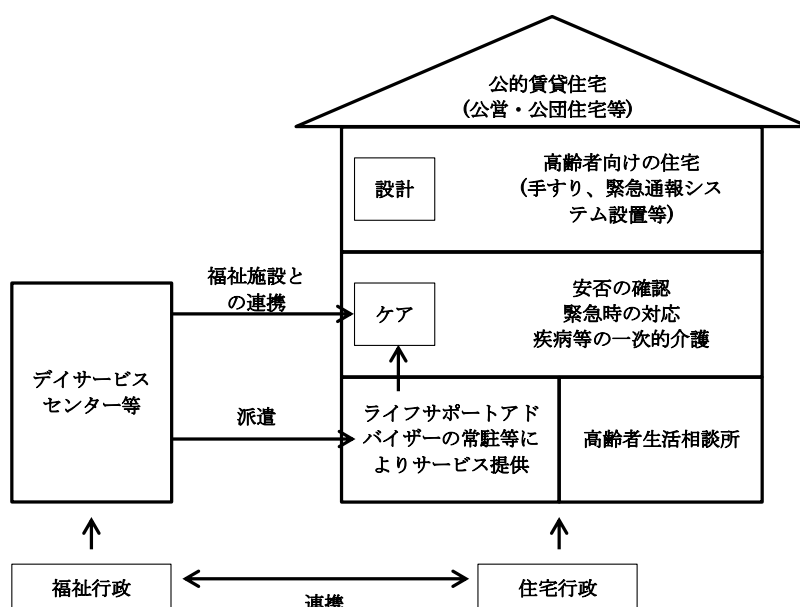 公的賃貸住宅
(公営・公団住宅等)
設計
高齢者向けの住宅
(手すり、緊急通報シス
テム設置等)
福祉施設と
の連携
ケア
安否の確認
緊急時の対応
疾病等の一次的介護
デイサービス
センター等
派遣
ライフサポートアド
バイザーの常駐等に
よりサービス提供
高齢者生活相談所
福祉行政
住宅行政
連携